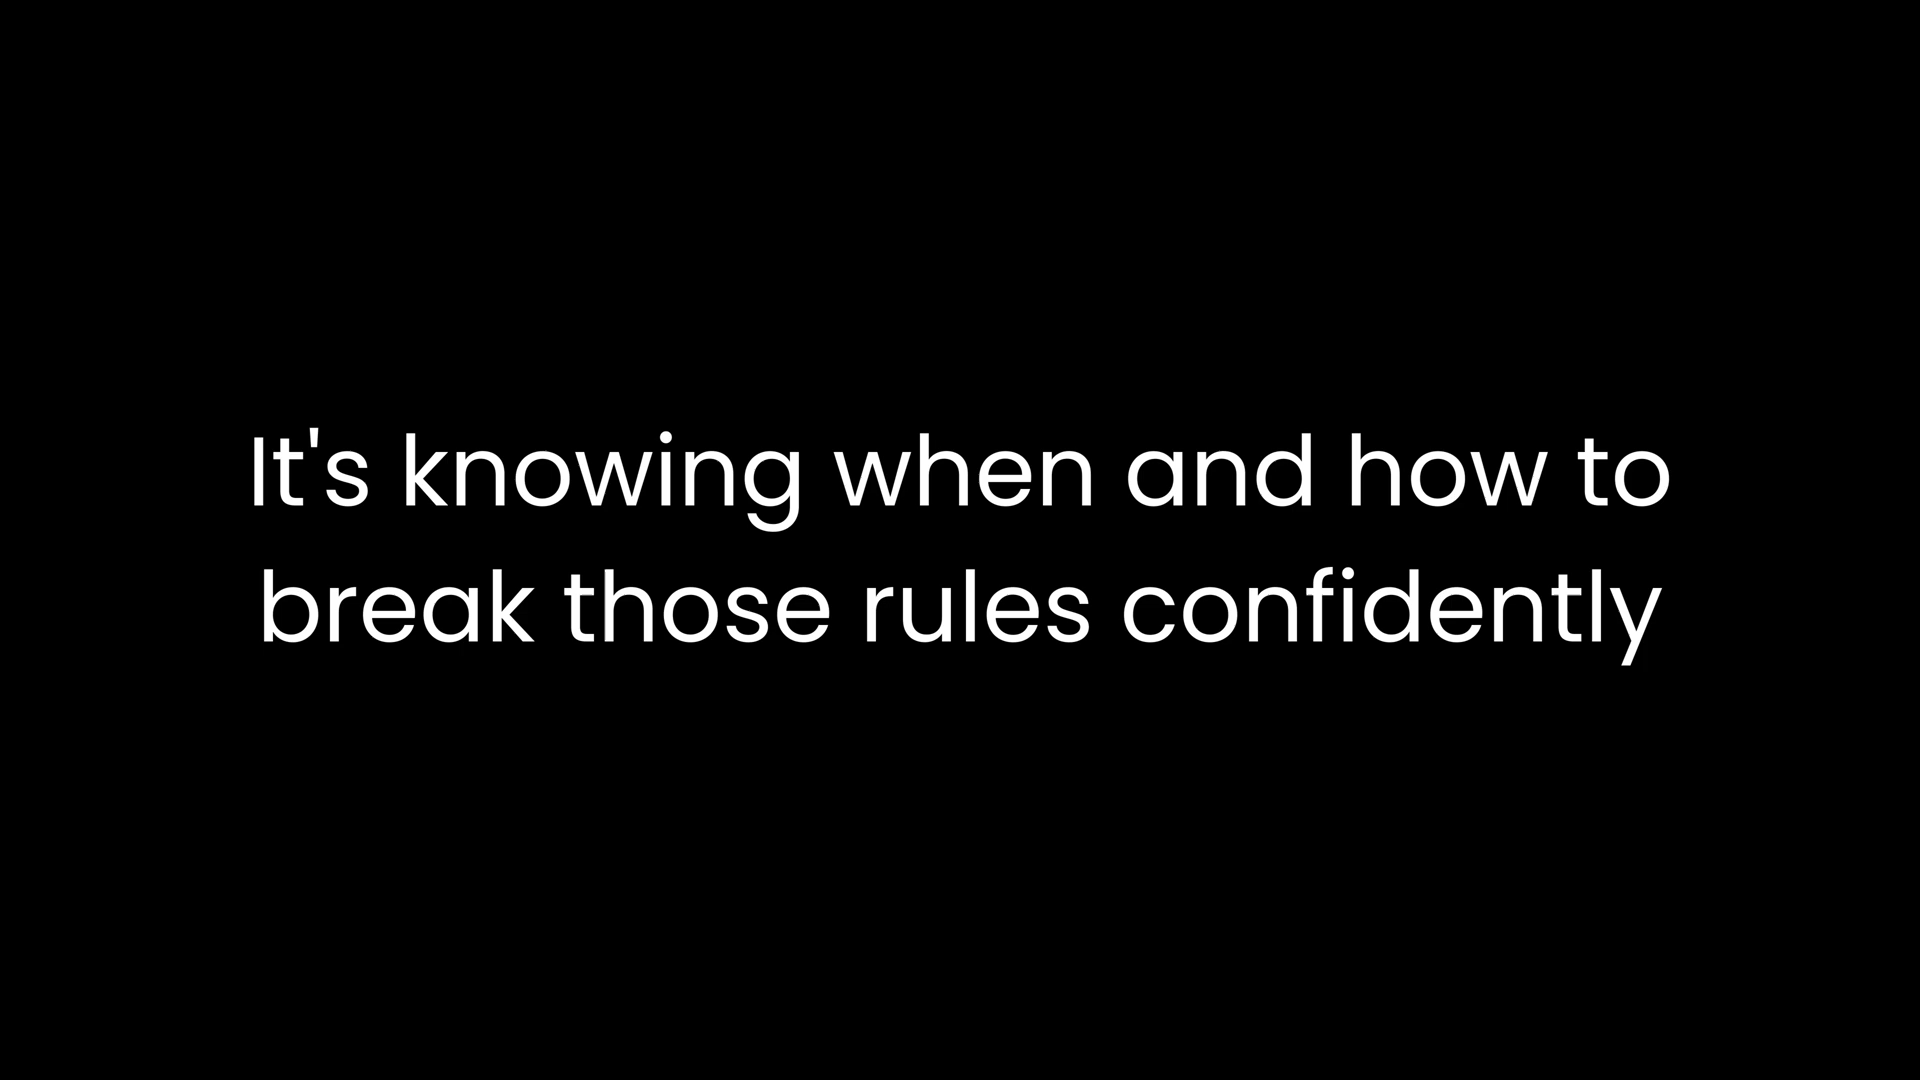 It's knowing when and how to
break those rules confidently